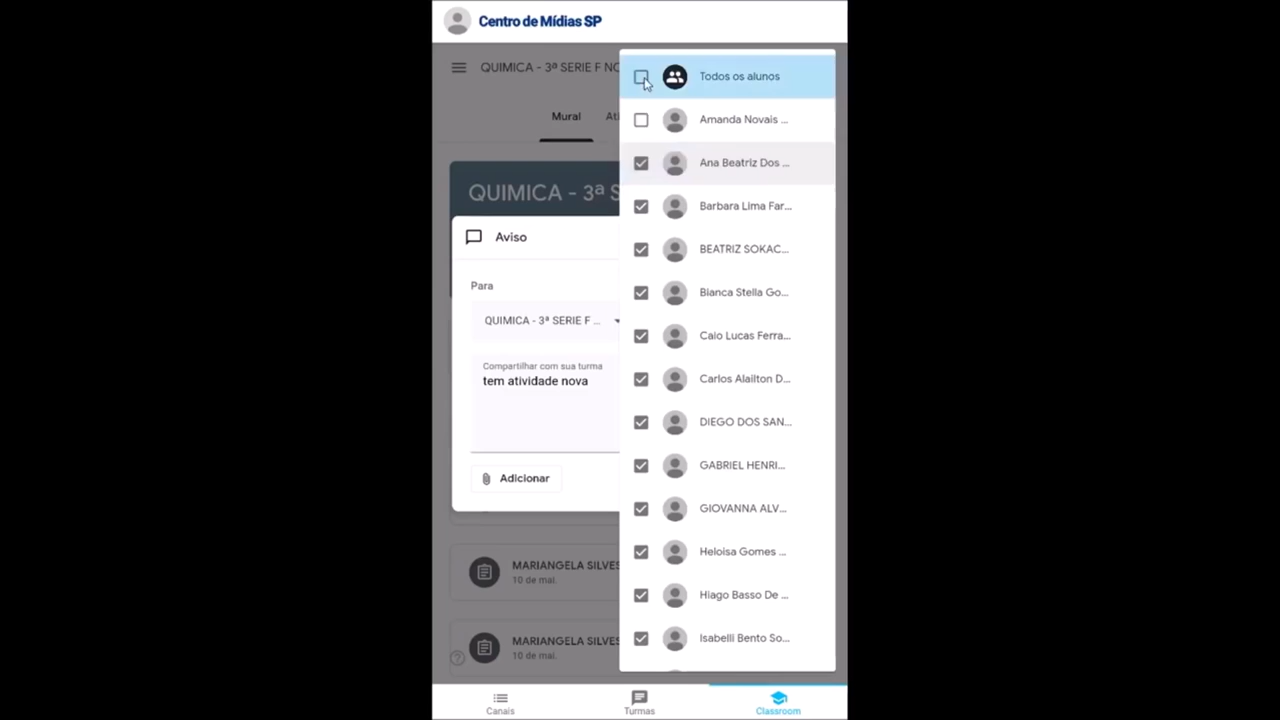 Centro de Mídias SP
QUIMICA - 3ª SERIE F NO
Mural
QUIMICA - 3ª S
Aviso
Para
QUIMICA - 3ª SERIE F ...
Compartilhar com sua turma
tem atividade nova
Adicionar
Todos os alunos
Amanda Novais ...
Ana Beatriz Dos ...
Barbara Lima Far...
BEATRIZ SOKAC...
Bianca Stella Go...
Caio Lucas Ferra...
Carlos Alailton D...
DIEGO DOS SAN...
GABRIEL HENRI...
GIOVANNA ALV...
Heloisa Gomes ...
Hiago Basso De ...
Isabelli Bento So...
MARIANGELA SILVES
10 de mai.
MARIANGELA SILVES
10 de mai.
Canais
Turmas
Classroom